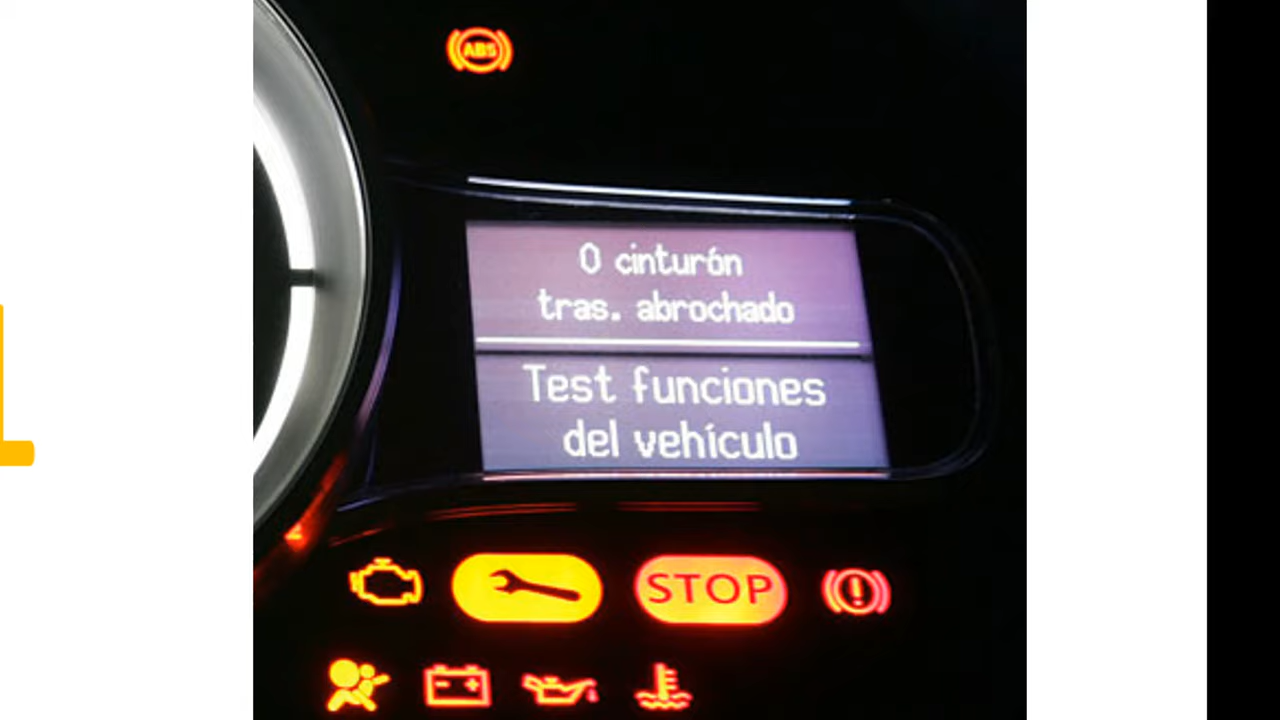 ABS
0 cinturón
tras. abrochado
Test funciones
del vehículo
STOP